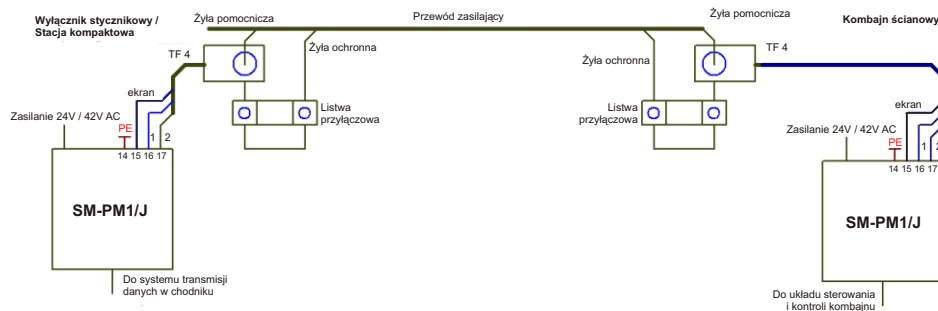 Wyłącznik stycznikowy /
Stacja kompaktowa
Żyła pomocnicza
Przewód zasilający
Żyła pomocnicza
Kombajn ścianowy
TF 4
Żyła ochronna
Żyła ochronna
TF 4
ekran
Listwa
przyłączowa
Listwa
przyłączowa
ekran
Zasilanie 24V / 42V AC
PE
1
2
14 15 16 17
Zasilanie 24V / 42V AC
PE
1
2
14 15 16 17
SM-PM1/J
SM-PM1/J
Do systemu transmisji
danych w chodniku
Do układu sterowania
i kontroli kombajnu